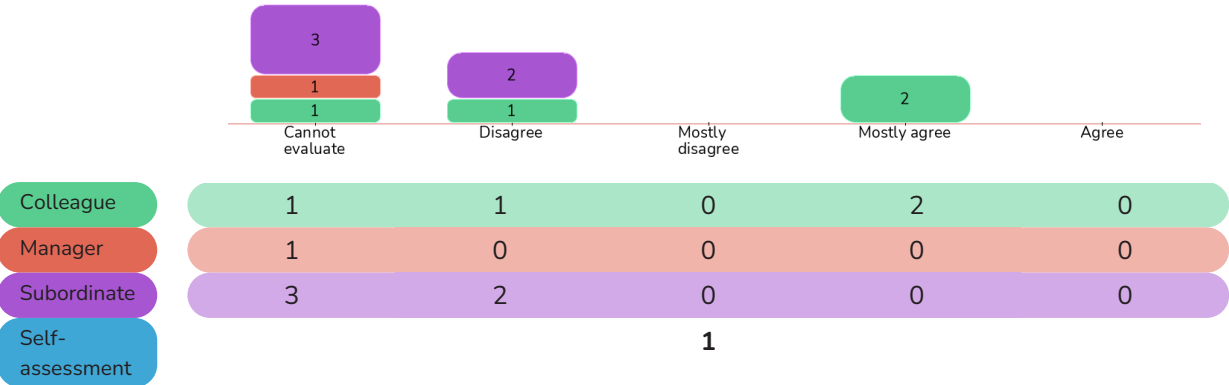 3
1
2
1
1
2
Cannot
evaluate
Disagree
Mostly
disagree
Mostly agree
Agree
Colleague 1 1 0 2 0
Manager 1 0 0 0 0
Subordinate 3 2 0 0 0
Self-
assessment
1